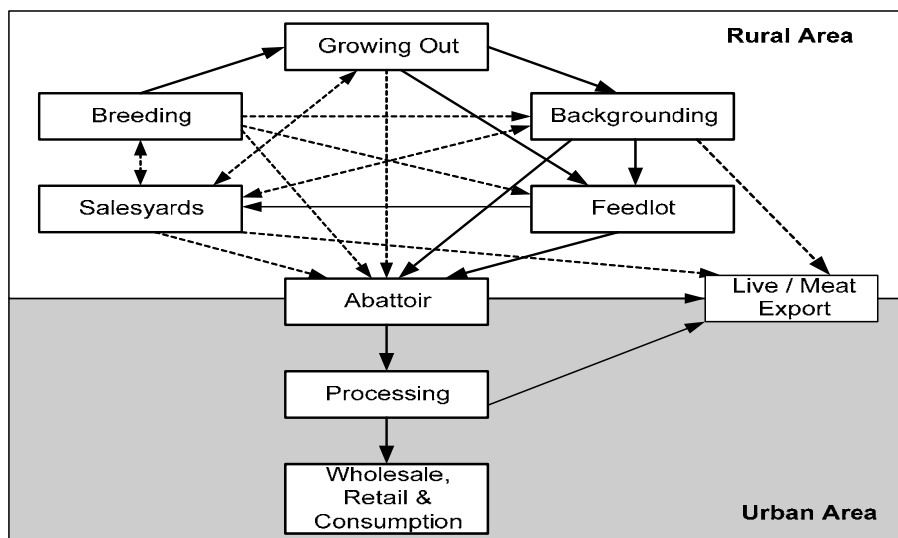 Growing Out
Rural Area
Breeding
Backgrounding
Salesyards
Feedlot
Abattoir
Live / Meat
Export
Processing
Wholesale,
Retail &
Consumption
Urban Area